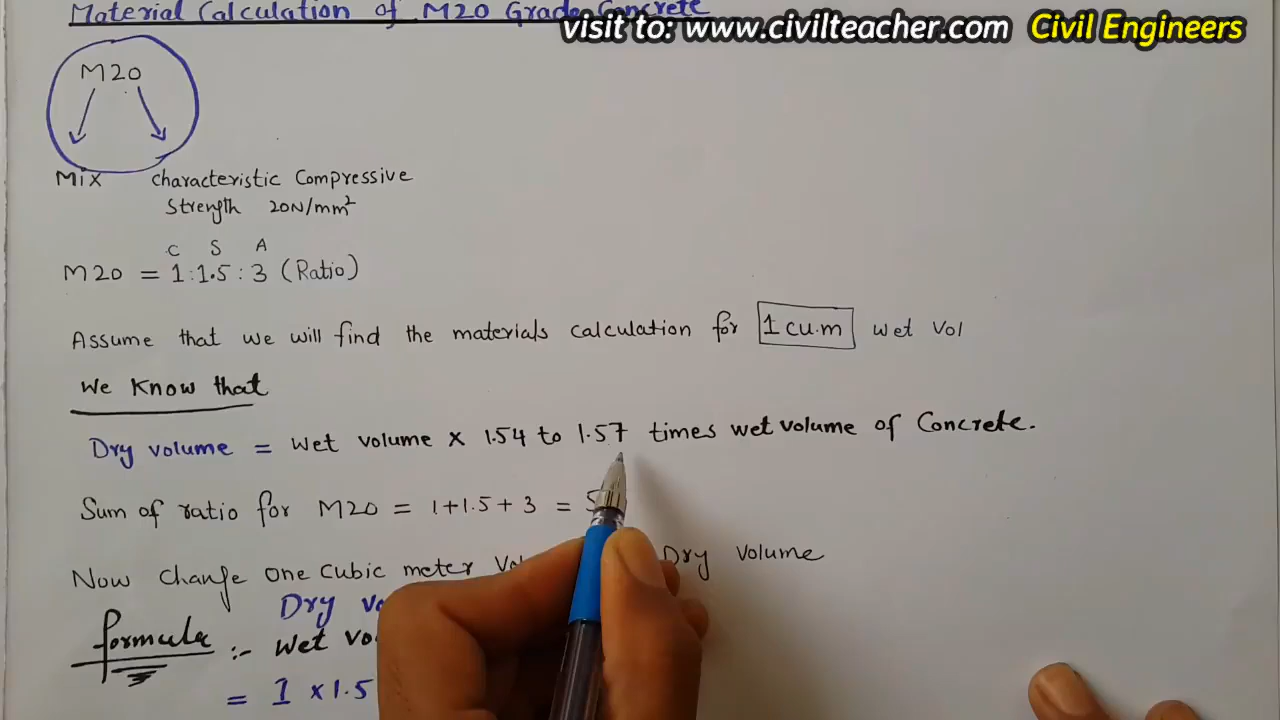 Material Calculation of M20 Grade Concrete
visit to: www.civilteacher.com Civil Engineers
M20
Mix characteristic Compressive
Strength 20N/mm²
C S A
M20 = 1:1.5:3 (Ratio)
Assume that we will find the materials calculation for 1 cu.m wet Vol
We Know that
Dry volume = wet volume × 1.54 to 1.57 times wet volume of Concrete.
Sum of ratio for M20 = 1+1.5+3 =
Now change one cubic meter Dry volume
Dry
formula :- wet
= 1 × 1.5